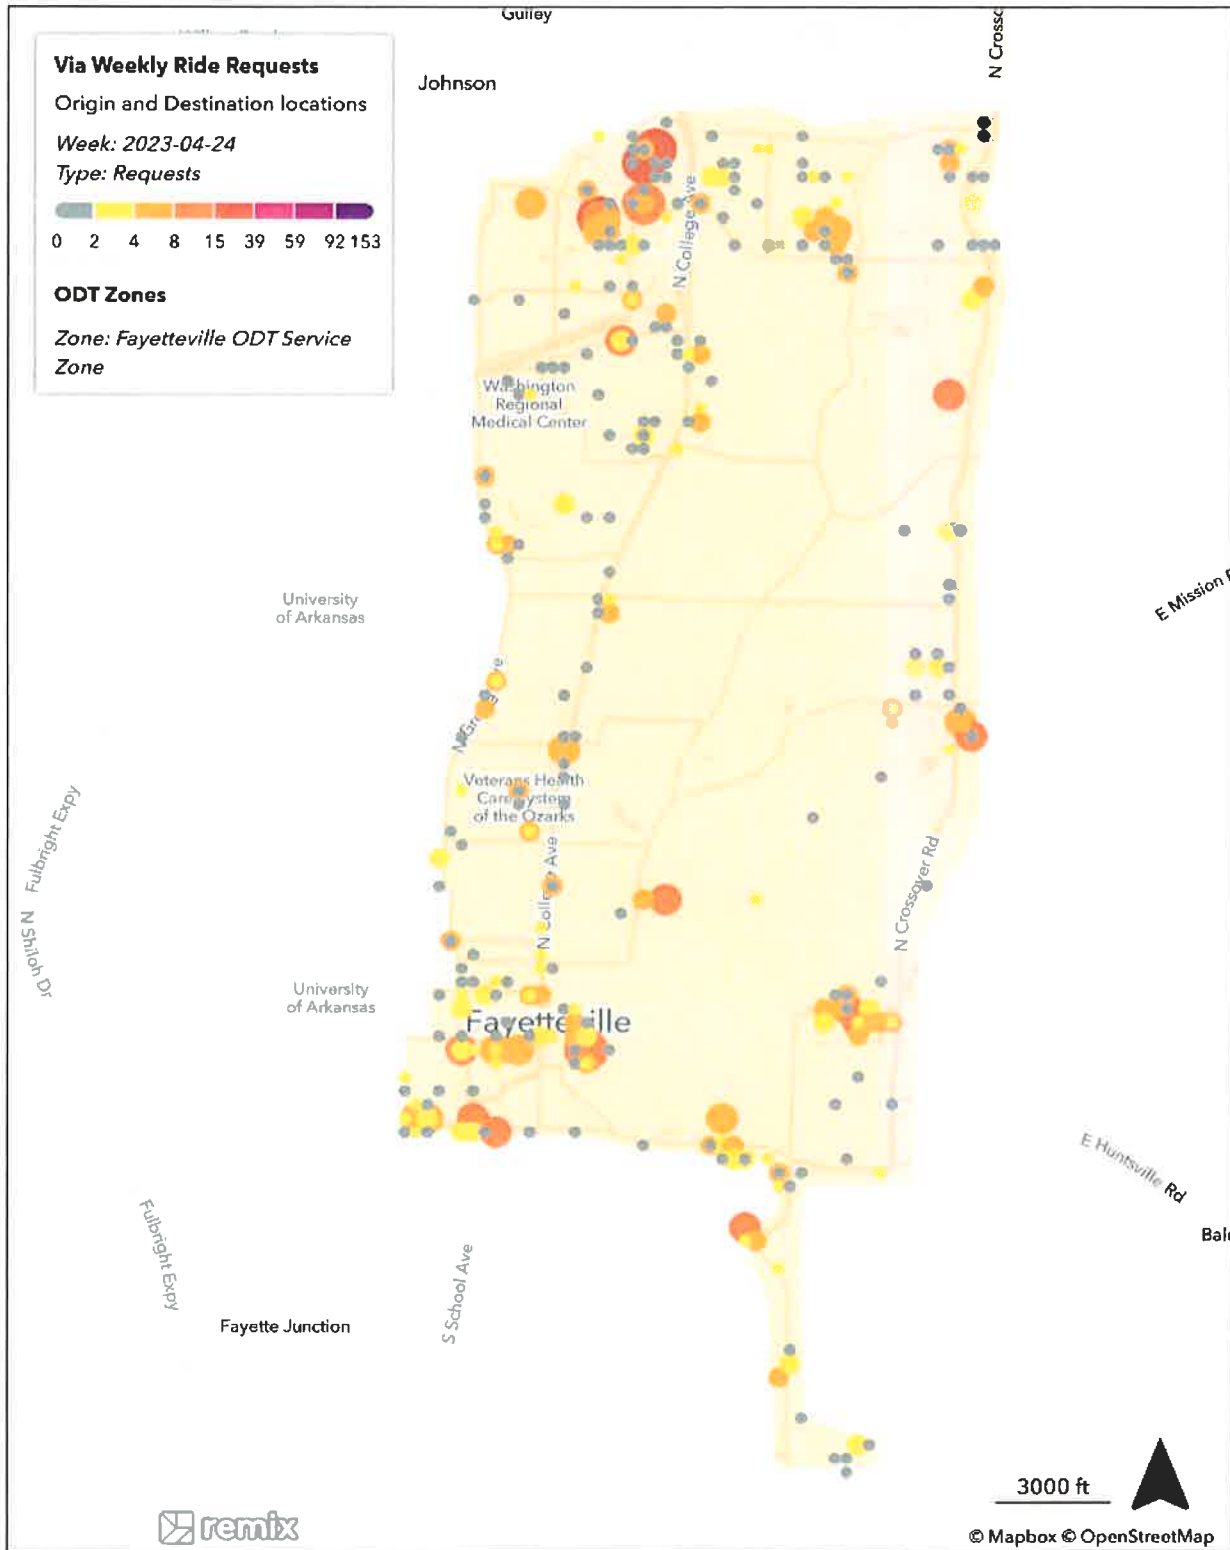 Gulley
N Crossc
Johnson
Via Weekly Ride Requests
Origin and Destination locations
Week: 2023-04-24
Type: Requests
0 2 4 8 15 39 59 92 153
ODT Zones
Zone: Fayetteville ODT Service
Zone
N College Ave
Washington
Regional
Medical Center
University
of Arkansas
E Mission
Veterans Health
Care System
of the Ozarks
N Shiloh Dr
Fulbright Expy
N College Ave
N Crossover Rd
University
of Arkansas
Fayetteville
E Huntsville Rd
Fulbright Expy
S School Ave
Fayette Junction
3000 ft
remix
© Mapbox © OpenStreetMap